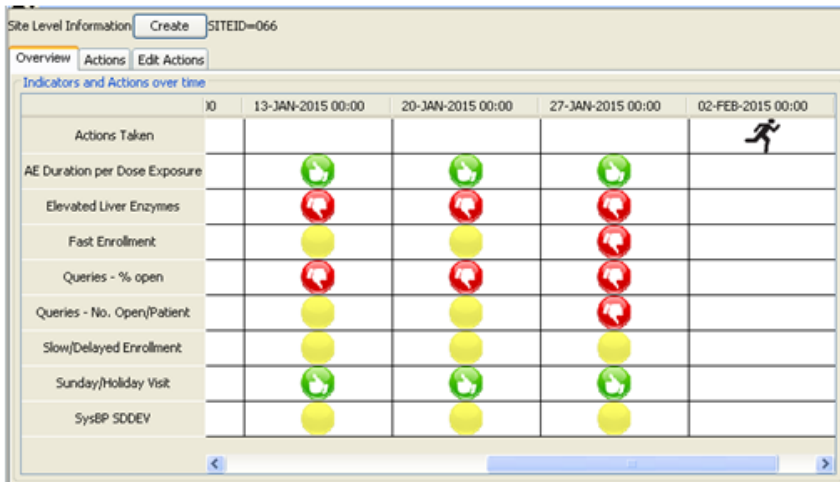 Site Level Information Create SITEID=066
Overview Actions Edit Actions
Indicators and Actions over time
13-JAN-2015 00:00 20-JAN-2015 00:00 27-JAN-2015 00:00 02-FEB-2015 00:00
Actions Taken
AE Duration per Dose Exposure
Elevated Liver Enzymes
Fast Enrollment
Queries - % open
Queries - No. Open/Patient
Slow/Delayed Enrollment
Sunday/Holiday Visit
SysBP SDDEV